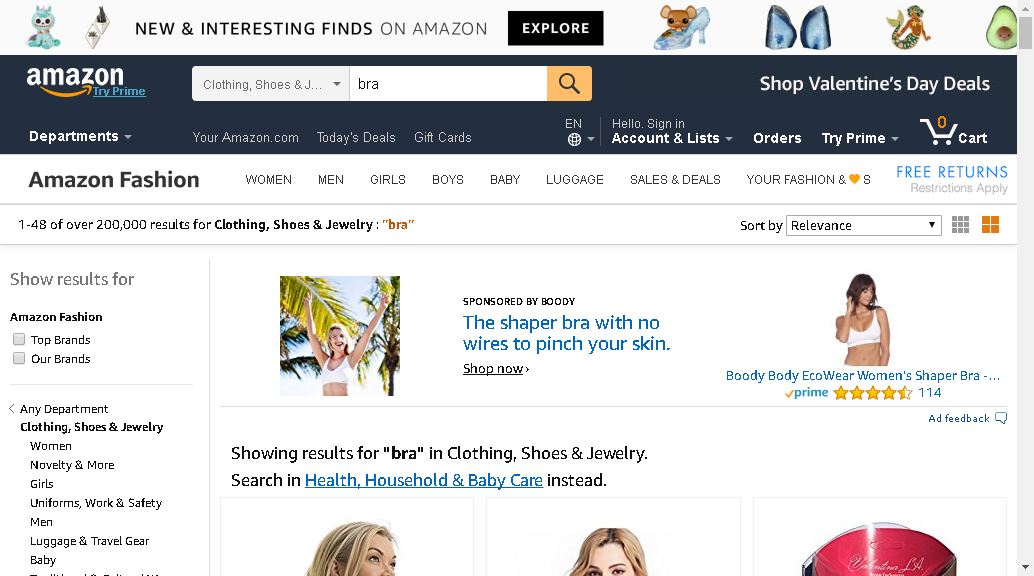 NEW & INTERESTING FINDS ON AMAZON EXPLORE
amazon
Try Prime
Clothing, Shoes & J... bra
Shop Valentine's Day Deals
Departments
Your Amazon.com Today's Deals Gift Cards
EN
Hello. Sign in
Account & Lists
Orders
Try Prime
0
Cart
Amazon Fashion
WOMEN MEN GIRLS BOYS BABY LUGGAGE SALES & DEALS YOUR FASHION & S
FREE RETURNS
Restrictions Apply
1-48 of over 200,000 results for Clothing, Shoes & Jewelry : "bra"
Sort by Relevance
Show results for
Amazon Fashion
Top Brands
Our Brands
Any Department
Clothing, Shoes & Jewelry
Women
Novelty & More
Girls
Uniforms, Work & Safety
Men
Luggage & Travel Gear
Baby
SPONSORED BY BOODY
The shaper bra with no
wires to pinch your skin.
Shop now ›
Boody Body EcoWear Women's Shaper Bra -...
prime 114
Ad feedback
Showing results for "bra" in Clothing, Shoes & Jewelry.
Search in Health, Household & Baby Care instead.
Valentina LA